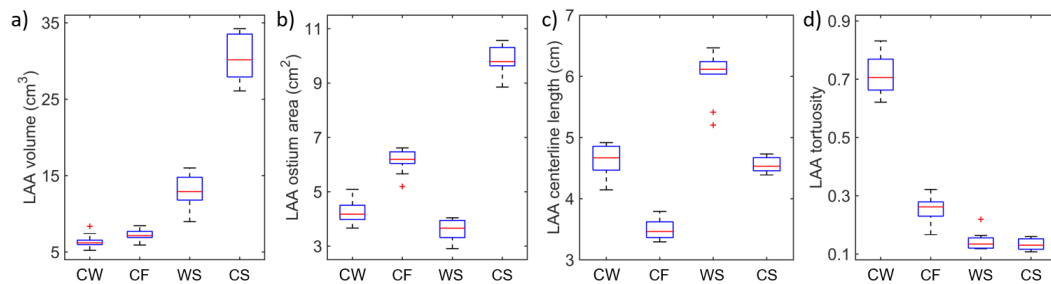 a)
LAA volume (cm3)
35
25
15
5
CW CF WS CS
b)
LAA ostium area (cm2)
11
9
7
5
3
CW CF WS CS
c)
LAA centerline length (cm)
7
6
5
4
3
CW CF WS CS
d)
LAA tortuosity
0.9
0.7
0.5
0.3
0.1
CW CF WS CS